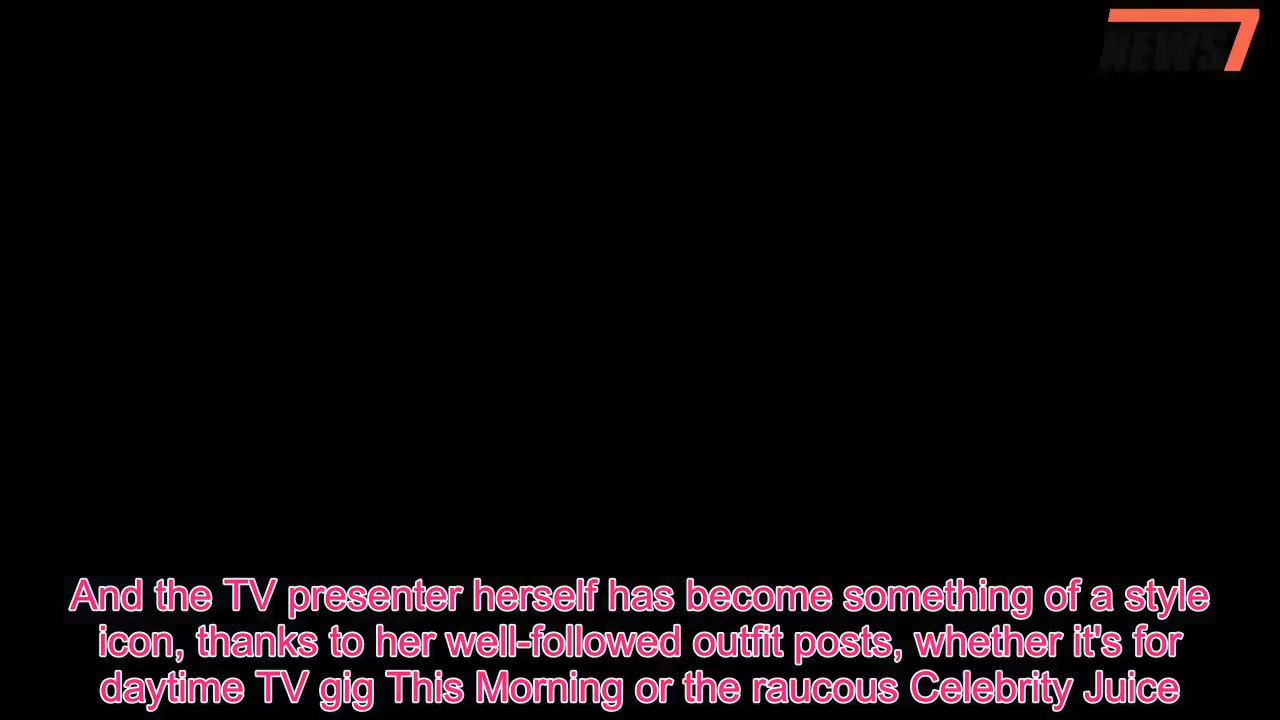 NEWS7
And the TV presenter herself has become something of a style
icon, thanks to her well-followed outfit posts, whether it's for
daytime TV gig This Morning or the raucous Celebrity Juice